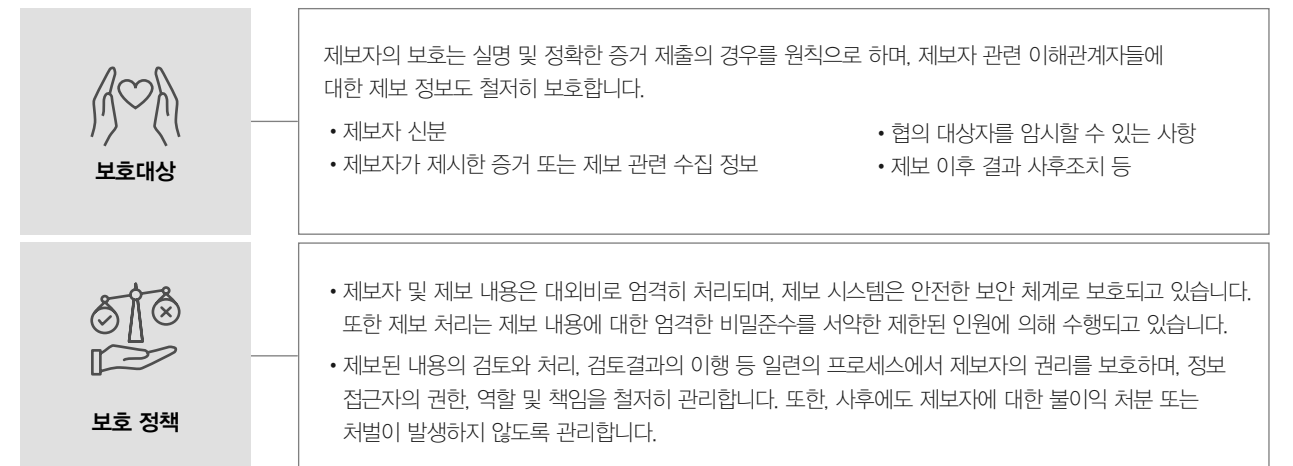 제보자의 보호는 실명 및 정확한 증거 제출의 경우를 원칙으로 하며, 제보자 관련 이해관계자들에
대한 제보 정보도 철저히 보호합니다.
• 제보자 신분
• 제보자가 제시한 증거 또는 제보 관련 수집 정보
• 협의 대상자를 암시할 수 있는 사항
• 제보 이후 결과 사후조치 등
보호대상
• 제보자 및 제보 내용은 대외비로 엄격히 처리되며, 제보 시스템은 안전한 보안 체계로 보호되고 있습니다.
또한 제보 처리는 제보 내용에 대한 엄격한 비밀준수를 서약한 제한된 인원에 의해 수행되고 있습니다.
• 제보된 내용의 검토와 처리, 검토결과의 이행 등 일련의 프로세스에서 제보자의 권리를 보호하며, 정보
접근자의 권한, 역할 및 책임을 철저히 관리합니다. 또한, 사후에도 제보자에 대한 불이익 처분 또는
처벌이 발생하지 않도록 관리합니다.
보호 정책